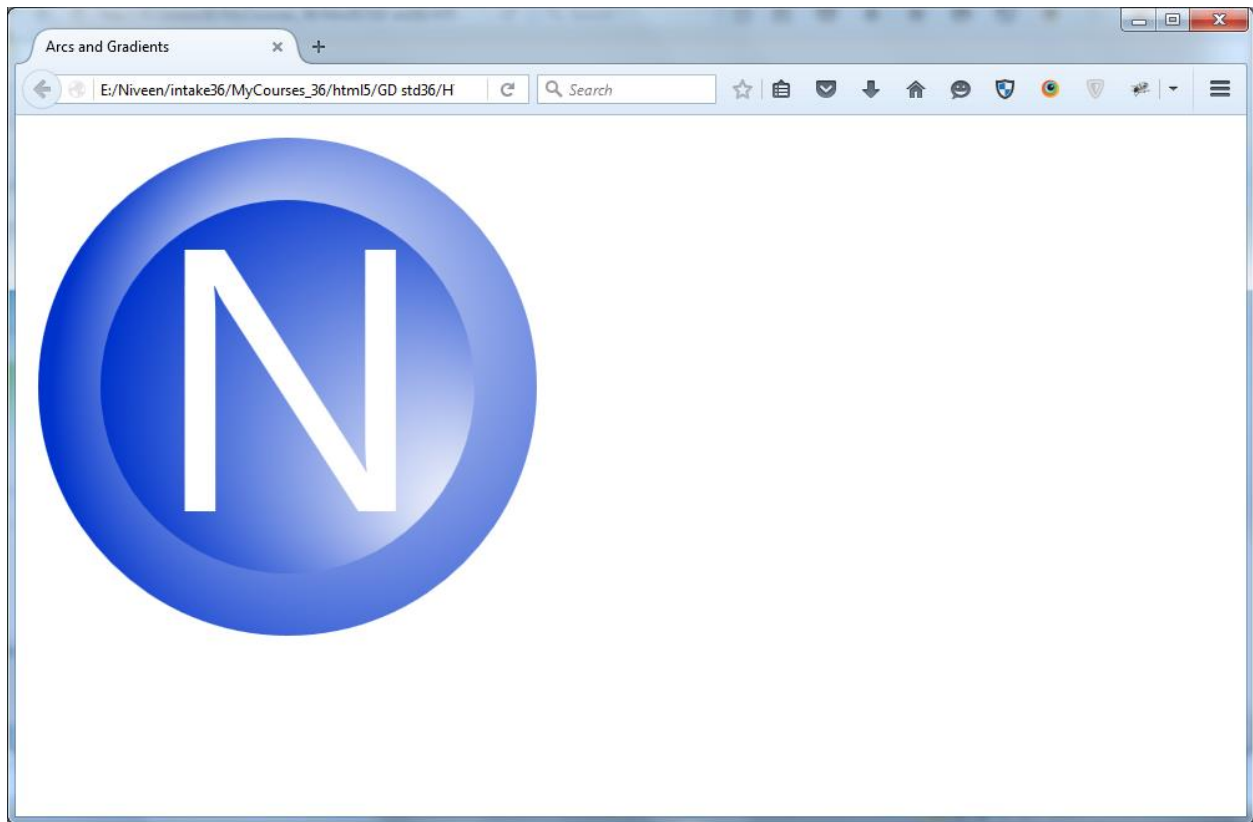 Arcs and Gradients
E:/Niveen/intake36/MyCourses_36/html5/GD std36/H
Search
N